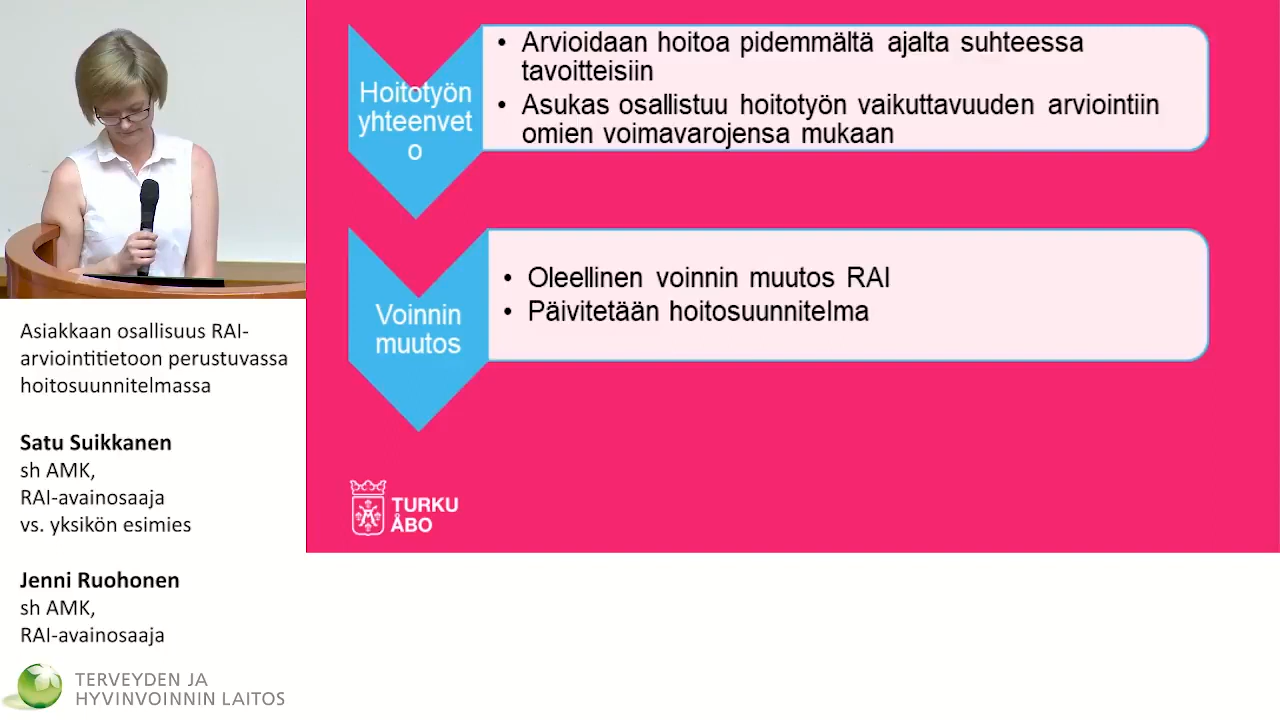 Hoitotyön
yhteenvet
o
• Arvioidaan hoitoa pidemmältä ajalta suhteessa
tavoitteisiin
• Asukas osallistuu hoitotyön vaikuttavuuden arviointiin
omien voimavarojensa mukaan
Voinnin
muutos
• Oleellinen voinnin muutos RAI
• Päivitetään hoitosuunnitelma
TURKU
ÅBO
Asiakkaan osallisuus RAI-
arviointitietoon perustuvassa
hoitosuunnitelmassa
Satu Suikkanen
sh AMK,
RAI-avainosaaja
vs. yksikön esimies
Jenni Ruohonen
sh AMK,
RAI-avainosaaja
TERVEYDEN JA
HYVINVOINNIN LAITOS